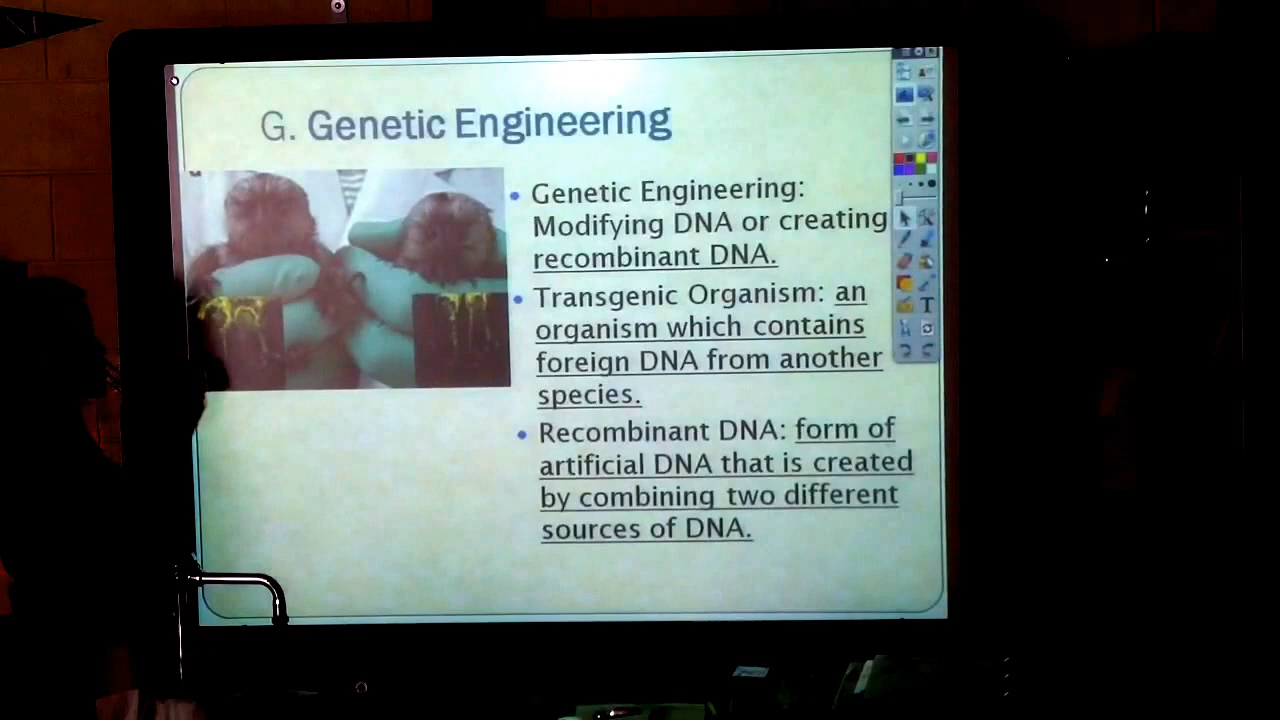 G. Genetic Engineering
Genetic Engineering:
Modifying DNA or creating
recombinant DNA.
Transgenic Organism: an
organism which contains
foreign DNA from another
species.
Recombinant DNA: form of
artificial DNA that is created
by combining two different
sources of DNA.
T